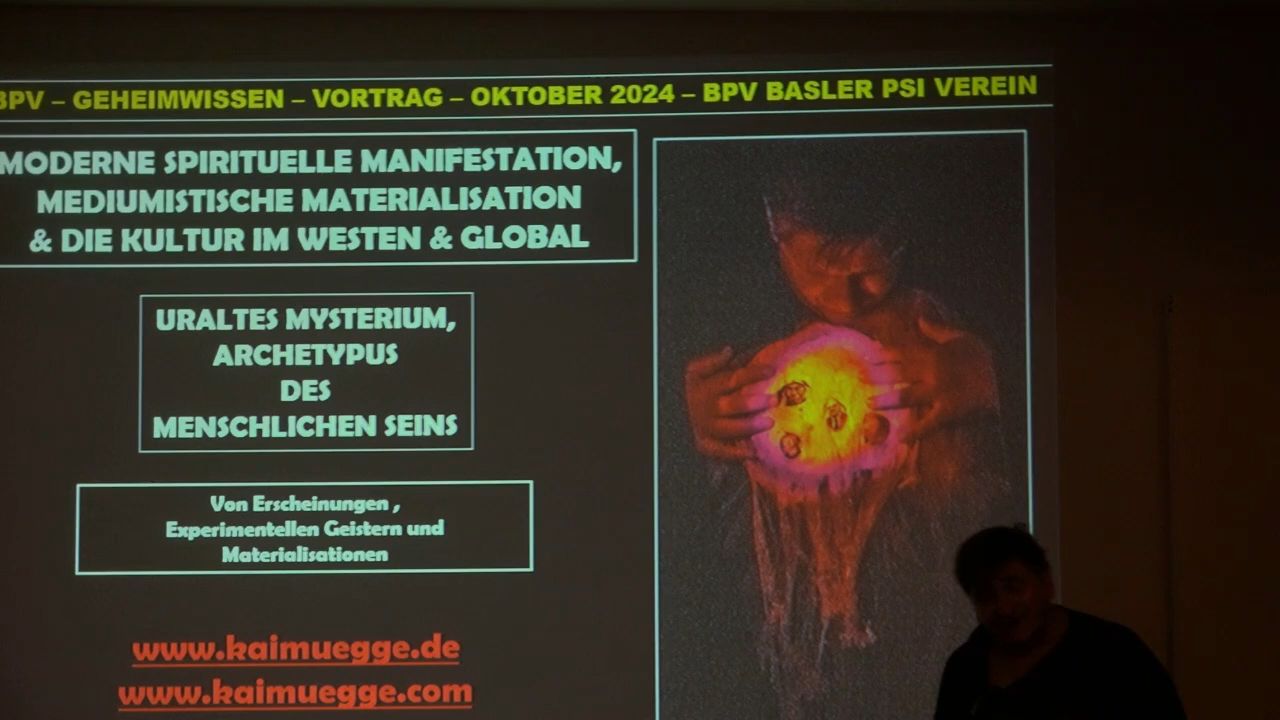 BPV – GEHEIMWISSEN – VORTRAG – OKTOBER 2024 – BPV BASLER PSI VEREIN
MODERNE SPIRITUELLE MANIFESTATION,
MEDIUMISTISCHE MATERIALISATION
& DIE KULTUR IM WESTEN & GLOBAL
URALTES MYSTERIUM,
ARCHETYPUS
DES
MENSCHLICHEN SEINS
Von Erscheinungen ,
Experimentellen Geistern und
Materialisationen
www.kaimuegge.de
www.kaimuegge.com